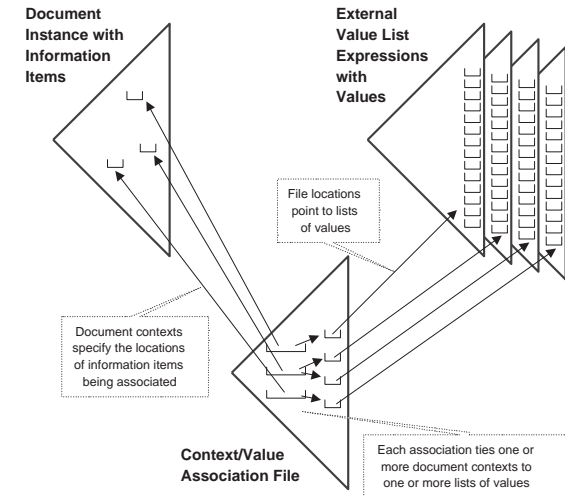 Document
Instance with
Information
Items
External
Value List
Expressions
with
Values
File locations
point to lists
of values
Document contexts
specify the locations
of information items
being associated
Context/Value
Association File
Each association ties one or
more document contexts to
one or more lists of values